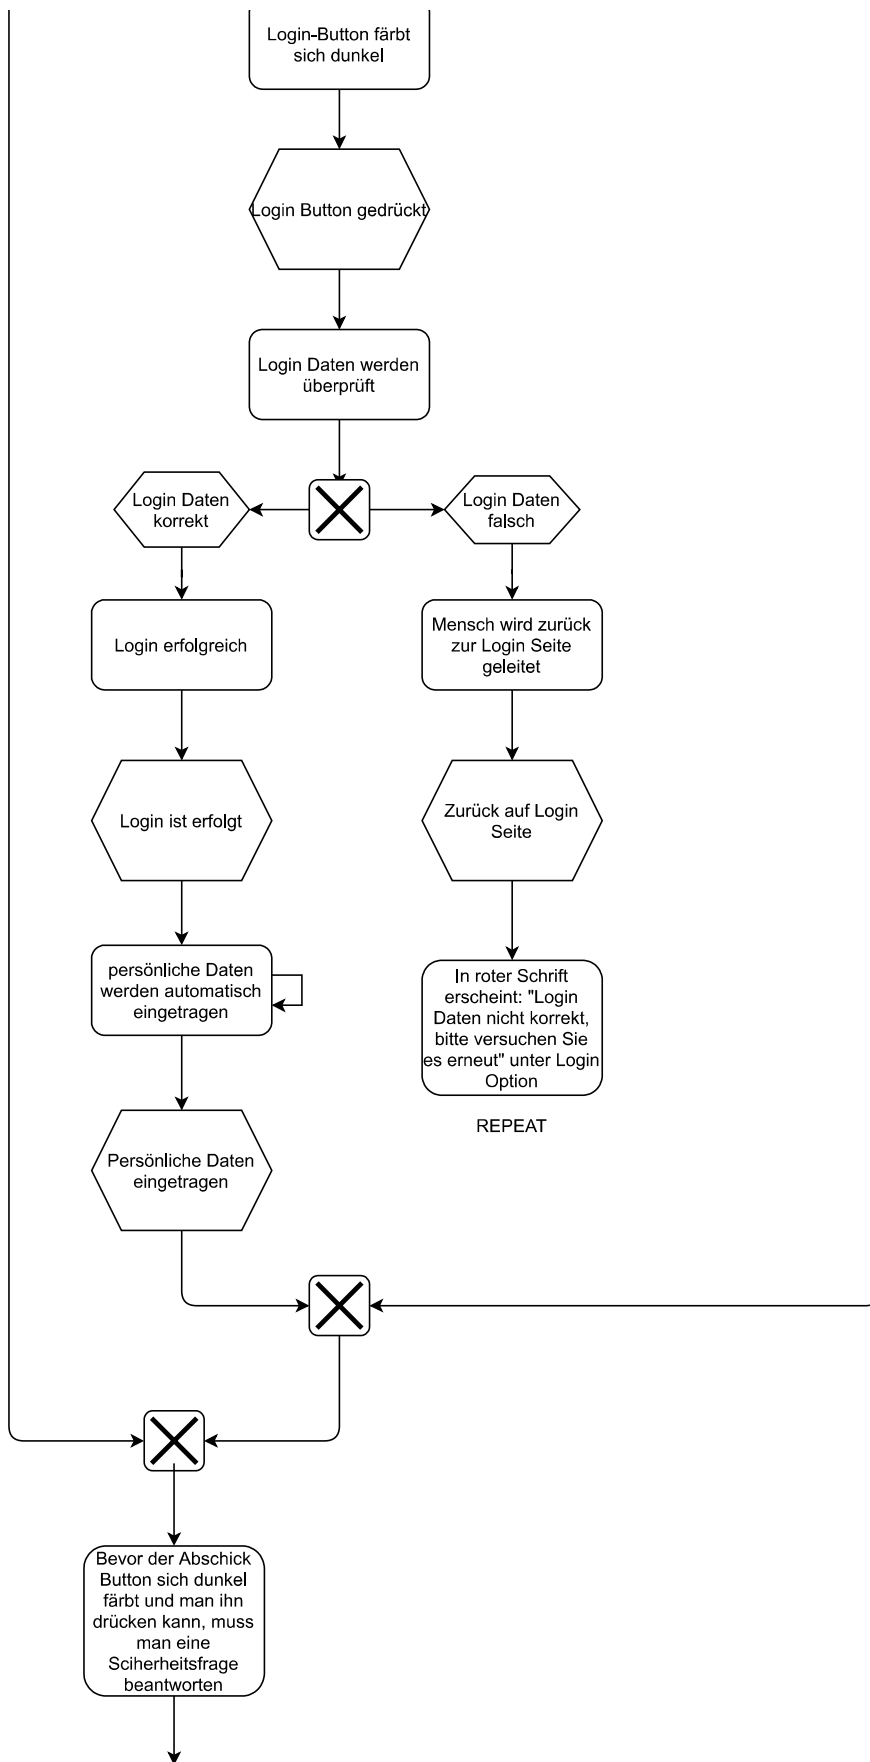 Login-Button färbt
sich dunkel
Login Button gedrückt
Login Daten werden
überprüft
Login Daten
korrekt
Login Daten
falsch
Login erfolgreich
Mensch wird zurück
zur Login Seite
geleitet
Login ist erfolgt
Zurück auf Login
Seite
persönliche Daten
werden automatisch
eingetragen
In roter Schrift
erscheint: "Login
Daten nicht korrekt,
bitte versuchen Sie
es erneut" unter Login
Option
REPEAT
Persönliche Daten
eingetragen
Bevor der Abschick
Button sich dunkel
färbt und man ihn
drücken kann, muss
man eine
Sciherheitsfrage
beantworten